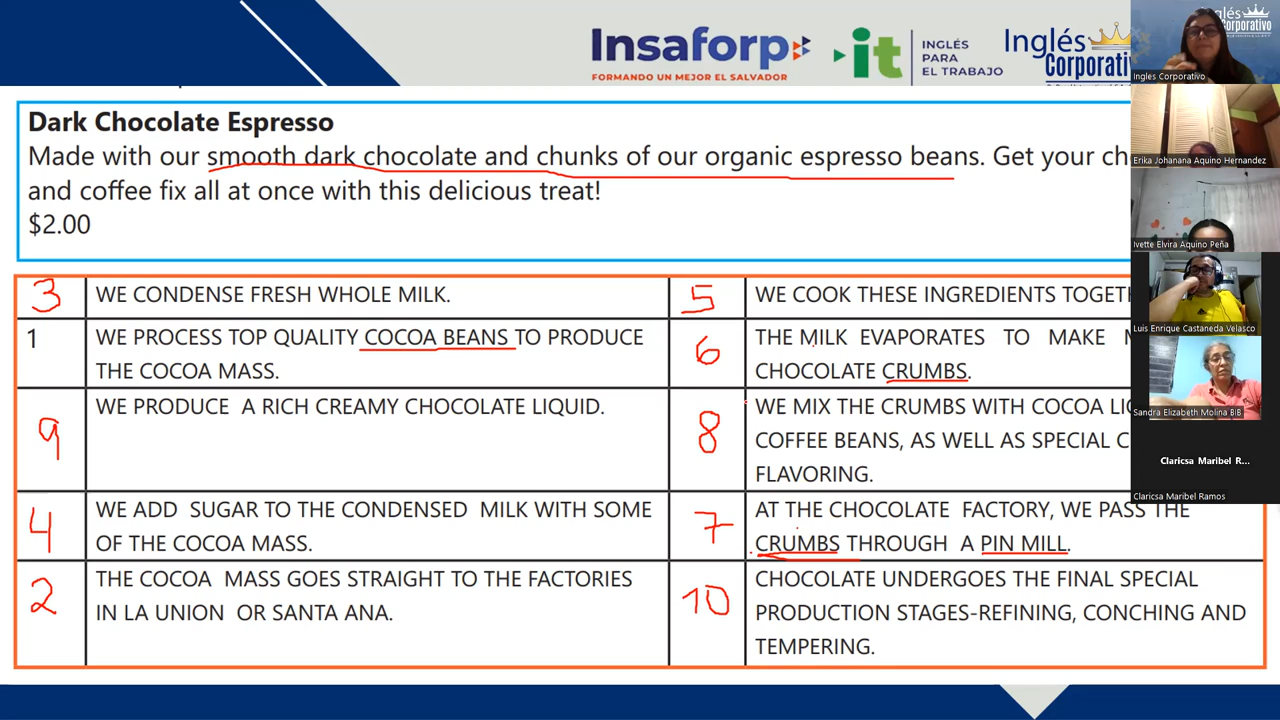 Insaforp
FORMANDO UN MEJOR EL SALVADOR
it
INGLÉS
PARA
EL TRABAJO
Inglés
Corporativo
Ingles Corporativo
Dark Chocolate Espresso
Made with our smooth dark chocolate and chunks of our organic espresso beans. Get your ch
and coffee fix all at once with this delicious treat!
$2.00
3 WE CONDENSE FRESH WHOLE MILK.
1 WE PROCESS TOP QUALITY COCOA BEANS TO PRODUCE
THE COCOA MASS.
9 WE PRODUCE A RICH CREAMY CHOCOLATE LIQUID.
4 WE ADD SUGAR TO THE CONDENSED MILK WITH SOME
OF THE COCOA MASS.
2 THE COCOA MASS GOES STRAIGHT TO THE FACTORIES
IN LA UNION OR SANTA ANA.
5 WE COOK THESE INGREDIENTS TOGETH
6 THE MILK EVAPORATES TO MAKE M
CHOCOLATE CRUMBS.
8 WE MIX THE CRUMBS WITH COCOA LI
COFFEE BEANS, AS WELL AS SPECIAL C
FLAVORING.
7 AT THE CHOCOLATE FACTORY, WE PASS THE
CRUMBS THROUGH A PIN MILL.
10 CHOCOLATE UNDERGOES THE FINAL SPECIAL
PRODUCTION STAGES-REFINING, CONCHING AND
TEMPERING.
Erika Johanana Aquino Hernandez
Ivette Elvira Aquino Peña
Luis Enrique Castaneda Velasco
Sandra Elizabeth Molina BIB
Claricsa Maribel R...
Claricsa Maribel Ramos